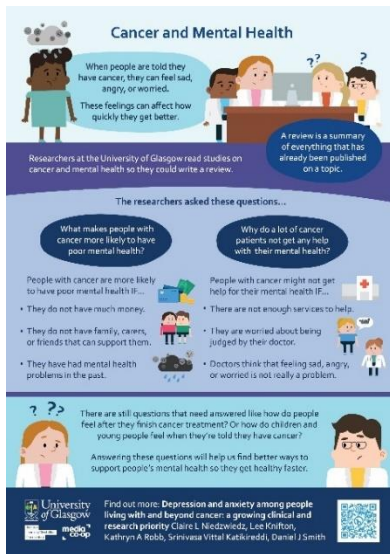 Cancer and Mental Health
When people are told they
have cancer, they can feel sad,
angry, or worried.
These feelings can affect how
quickly they get better.
? ?
?
A review is a summary
of everything that has
already been published
on a topic.
Researchers at the University of Glasgow read studies on
cancer and mental health so they could write a review.
The researchers asked these questions...
What makes people with
cancer more likely to have
poor mental health?
People with cancer are more likely
to have poor mental health IF...
• They do not have much money.
• They do not have family, carers,
or friends that can support them.
• They have had mental health
problems in the past.
Why do a lot of cancer
patients not get any help
with their mental health?
People with cancer might not get
help for their mental health IF...
• There are not enough services to help.
• They are worried about being
judged by their doctor.
• Doctors think that feeling sad, angry,
or worried is not really a problem.
? ? ?
There are still questions that need answered like how do people
feel after they finish cancer treatment? Or how do children and
young people feel when they're told they have cancer?
Answering these questions will help us find better ways to
support people's mental health so they get healthy faster.
?
University
of Glasgow
media
co-op
Find out more: Depression and anxiety among people
living with and beyond cancer: a growing clinical and
research priority Claire L Niedzwiedz, Lee Knifton,
Kathryn A Robb, Srinivasa Vittal Katikireddi, Daniel J Smith